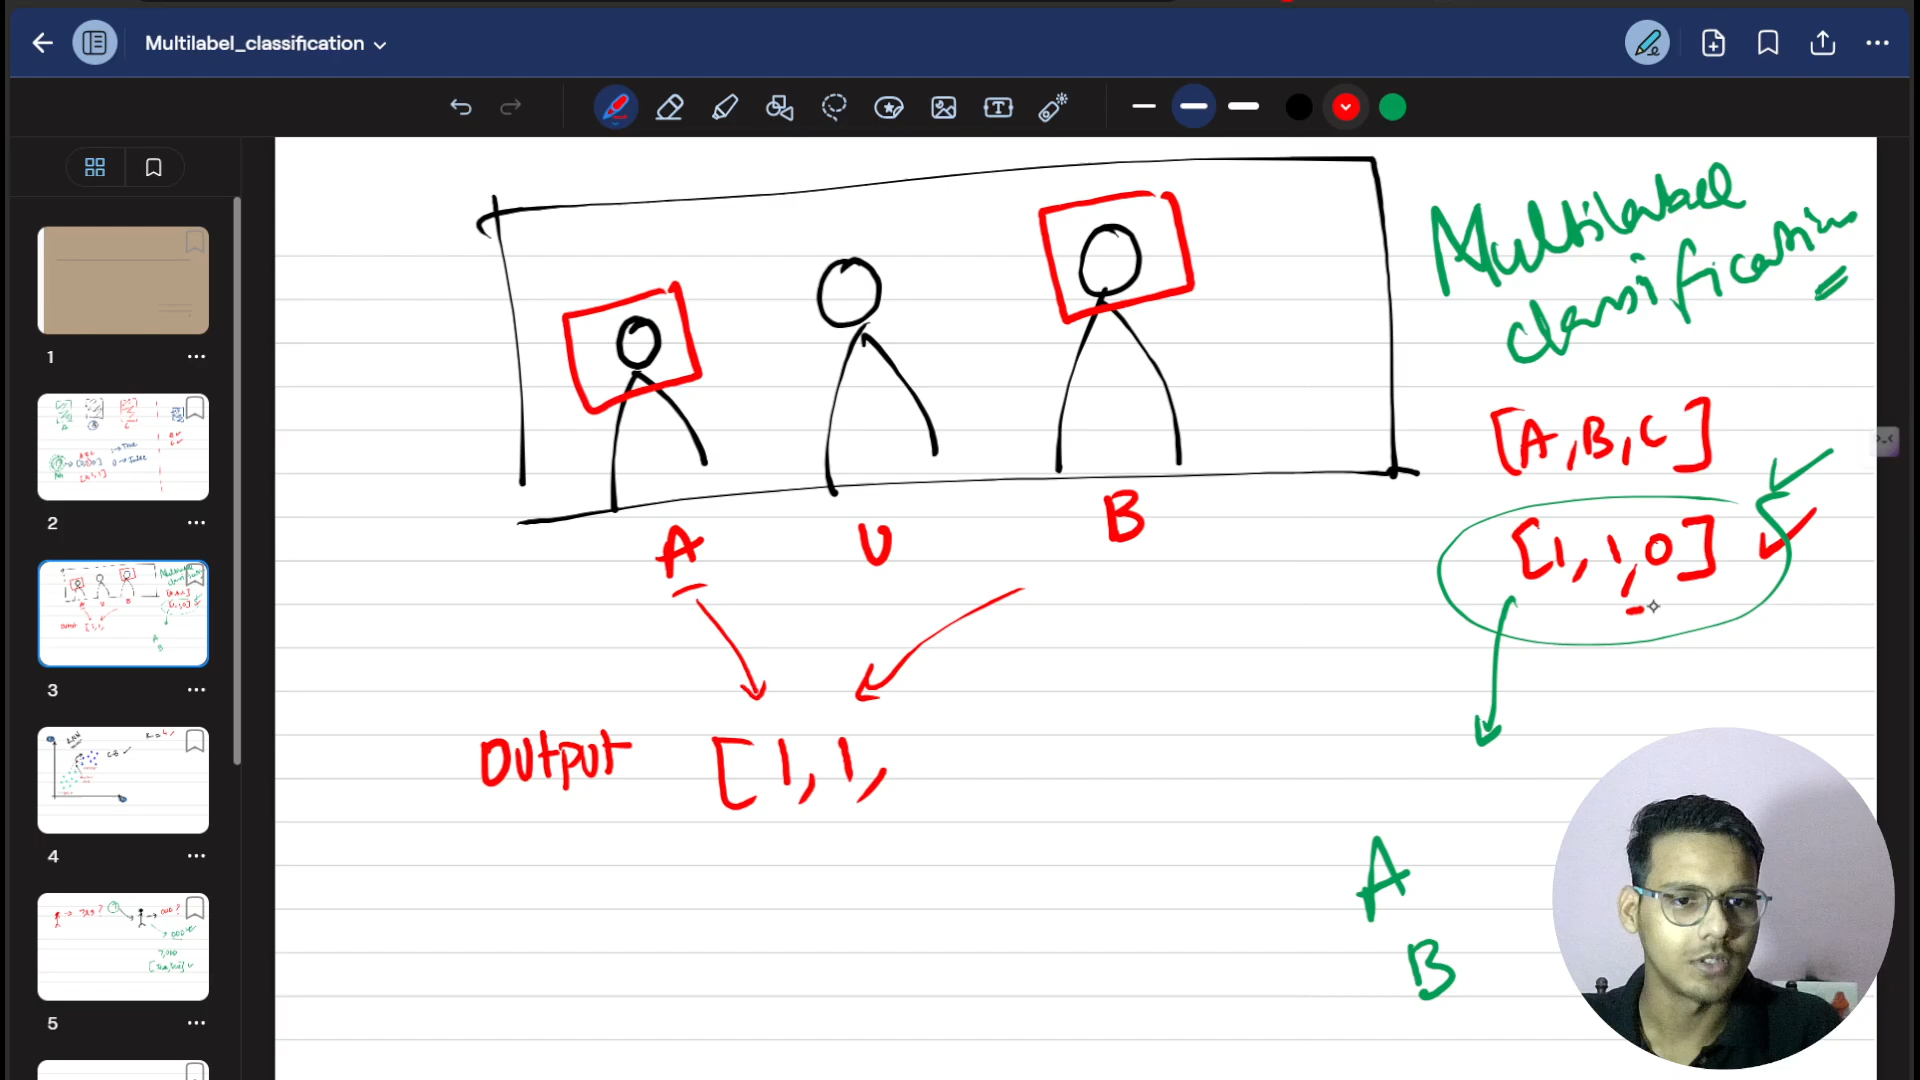 Multilabel_classification
Multilabel
classification
[A, B, C]
[1, 1, 0]
A
U
B
Output [1, 1,
A
B
1
2
3
4
5